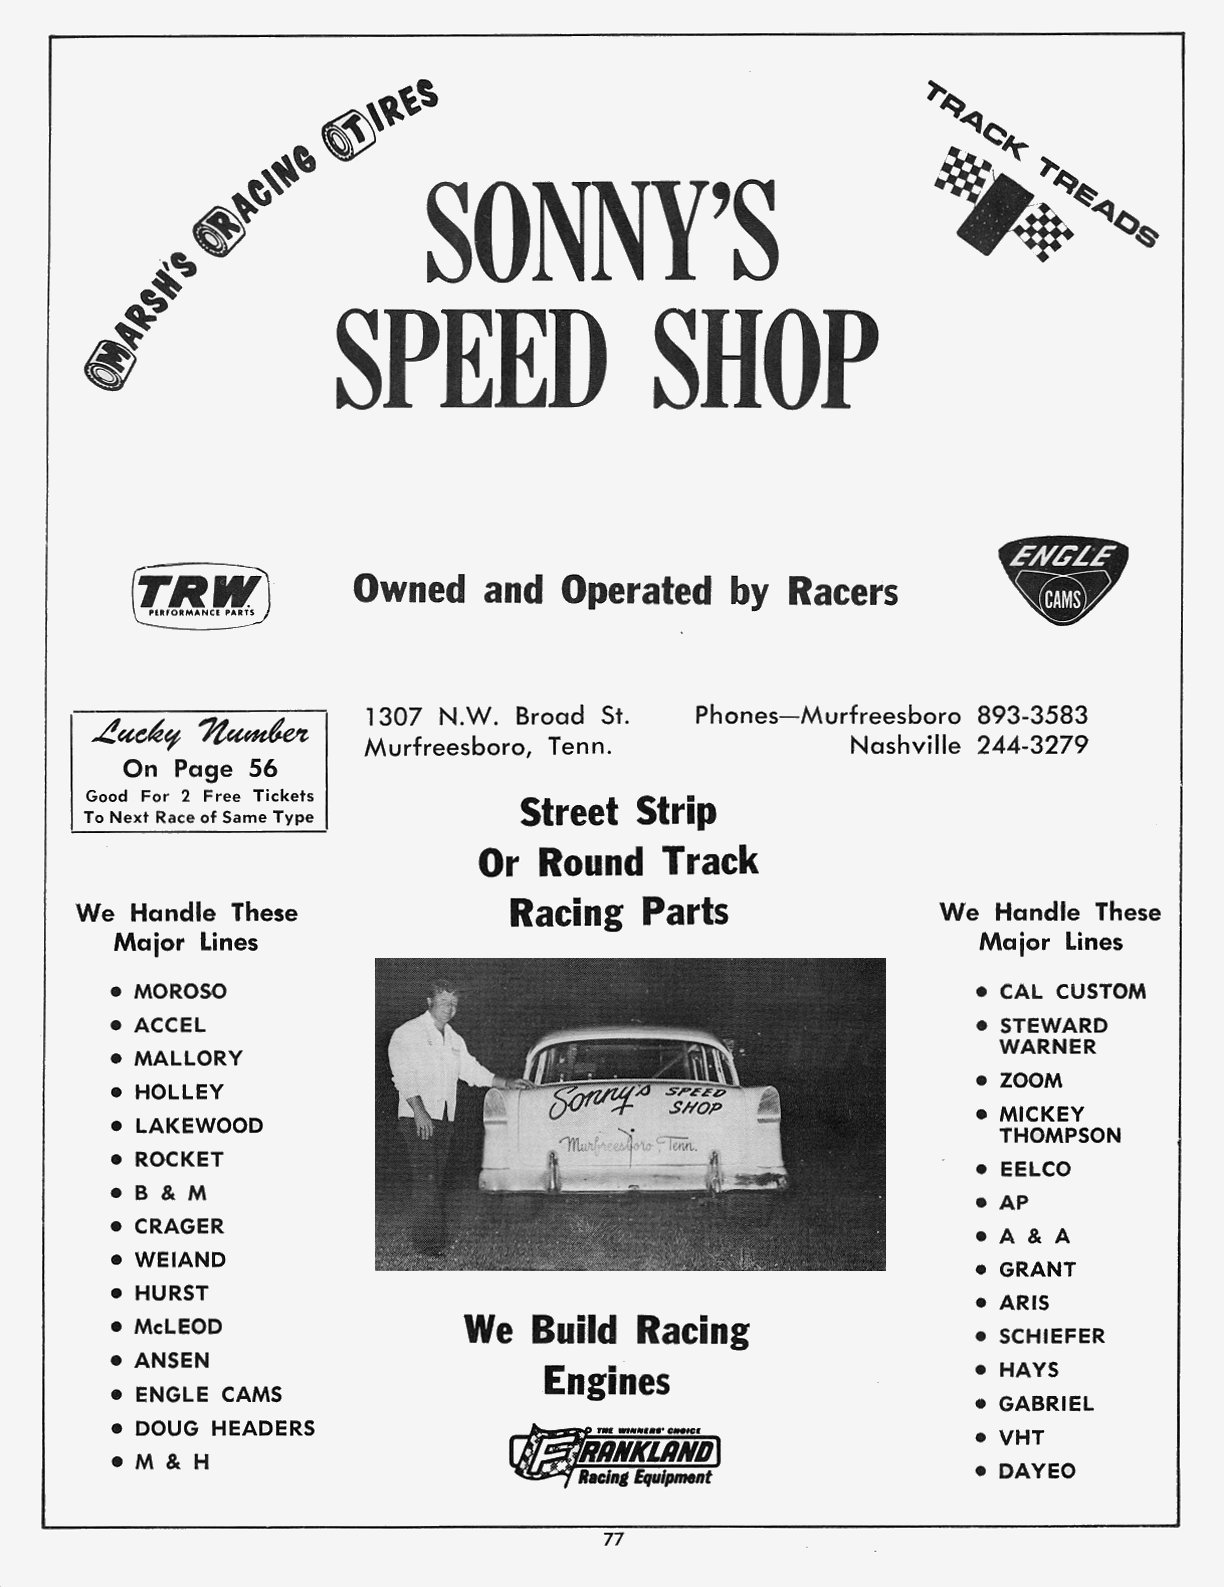 MARSH'S RACING TIRES
TRACK TREADS
SONNY'S
SPEED SHOP
TRW
PERFORMANCE PARTS
Owned and Operated by Racers
ENGLE
CAMS
Lucky Number
On Page 56
Good For 2 Free Tickets
To Next Race of Same Type
1307 N.W. Broad St.
Murfreesboro, Tenn.
Phones—Murfreesboro 893-3583
Nashville 244-3279
Street Strip
Or Round Track
Racing Parts
We Handle These
Major Lines
• MOROSO
• ACCEL
• MALLORY
• HOLLEY
• LAKEWOOD
• ROCKET
• B & M
• CRAGER
• WEIAND
• HURST
• McLEOD
• ANSEN
• ENGLE CAMS
• DOUG HEADERS
• M & H
Sonny's SPEED
SHOP
Murfreesboro, Tenn.
We Build Racing
Engines
THE WINNERS' CHOICE
FRANKLAND
Racing Equipment
We Handle These
Major Lines
• CAL CUSTOM
• STEWARD
WARNER
• ZOOM
• MICKEY
THOMPSON
• EELCO
• AP
• A & A
• GRANT
• ARIS
• SCHIEFER
• HAYS
• GABRIEL
• VHT
• DAYEO
77